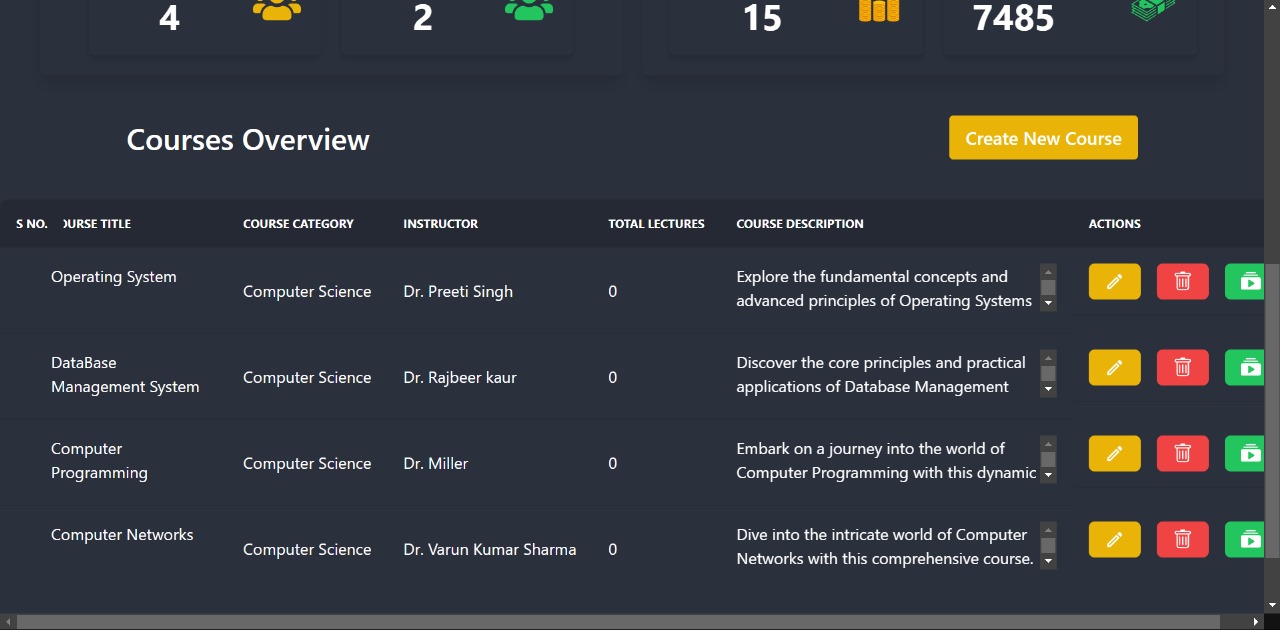 4 2 15 7485
Courses Overview
Create New Course
S NO. OURSE TITLE COURSE CATEGORY INSTRUCTOR TOTAL LECTURES COURSE DESCRIPTION ACTIONS
Operating System
Computer Science Dr. Preeti Singh 0
Explore the fundamental concepts and
advanced principles of Operating Systems
DataBase
Management System
Computer Science Dr. Rajbeer kaur 0
Discover the core principles and practical
applications of Database Management
Computer
Programming
Computer Science Dr. Miller 0
Embark on a journey into the world of
Computer Programming with this dynamic
Computer Networks
Computer Science Dr. Varun Kumar Sharma 0
Dive into the intricate world of Computer
Networks with this comprehensive course.